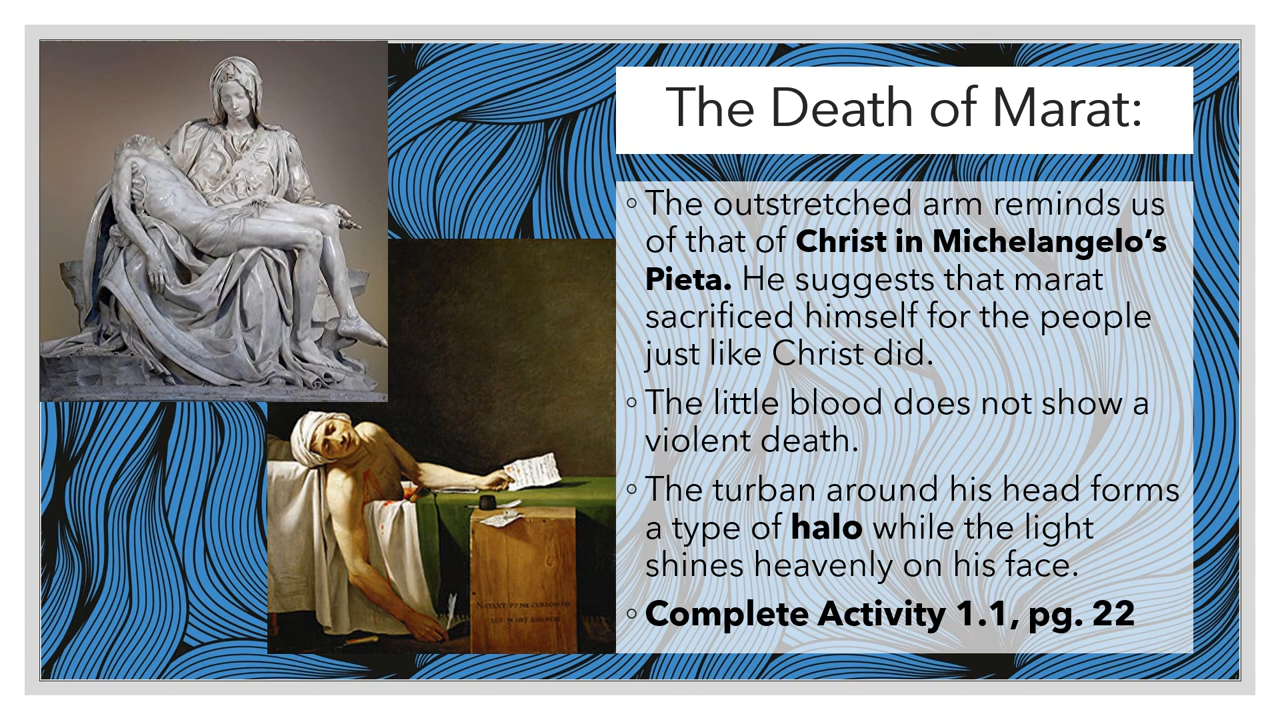 The Death of Marat:
◦ The outstretched arm reminds us
of that of Christ in Michelangelo’s
Pieta. He suggests that marat
sacrificed himself for the people
just like Christ did.
◦ The little blood does not show a
violent death.
◦ The turban around his head forms
a type of halo while the light
shines heavenly on his face.
◦ Complete Activity 1.1, pg. 22